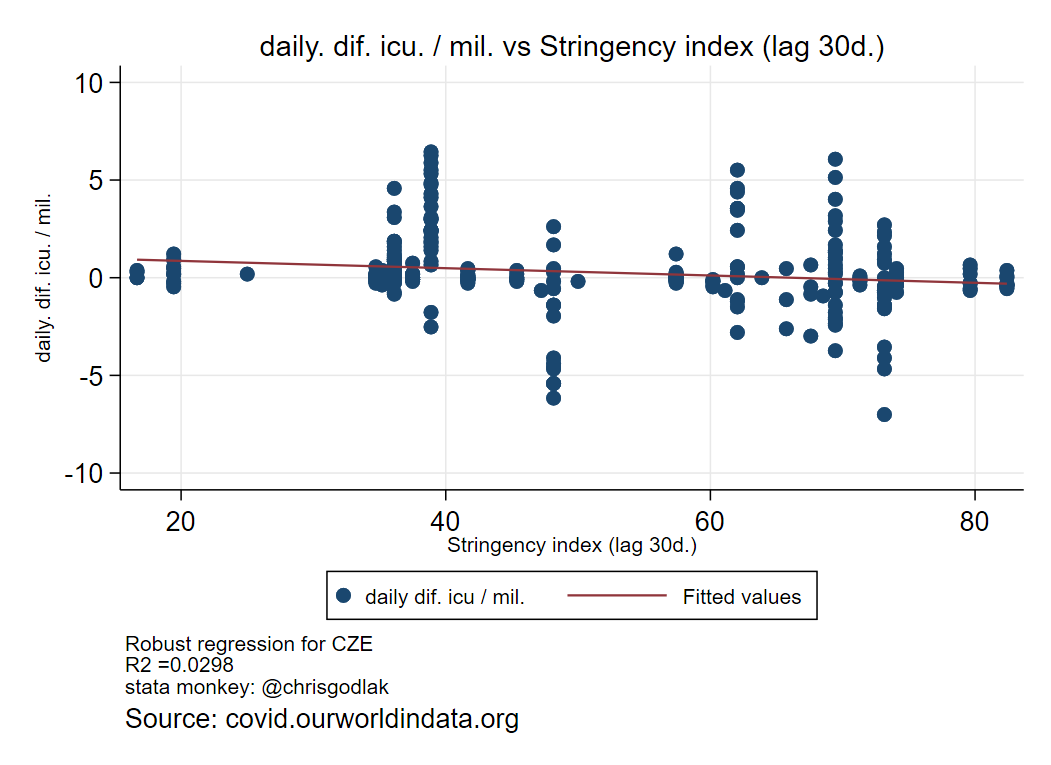 daily. dif. icu. / mil. vs Stringency index (lag 30d.)
daily. dif. icu. / mil.
10
5
0
-5
-10
20 40 60 80
Stringency index (lag 30d.)
daily dif. icu / mil. Fitted values
Robust regression for CZE
R2 =0.0298
stata monkey: @chrisgodlak
Source: covid.ourworldindata.org